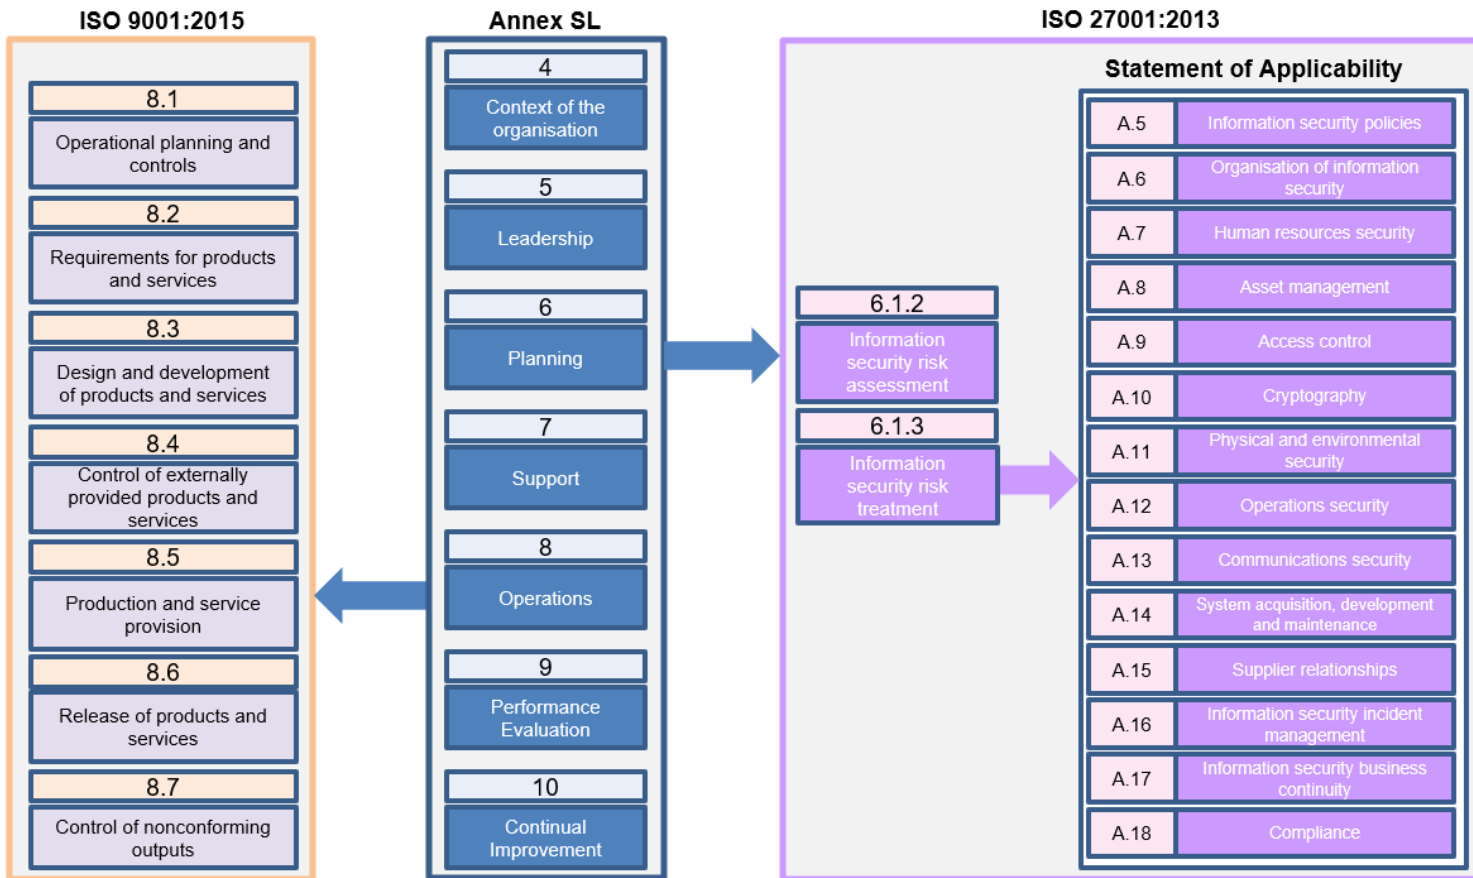 ISO 9001:2015
8.1
Operational planning and
controls
8.2
Requirements for products
and services
8.3
Design and development
of products and services
8.4
Control of externally
provided products and
services
8.5
Production and service
provision
8.6
Release of products and
services
8.7
Control of nonconforming
outputs
Annex SL
4
Context of the
organisation
5
Leadership
6
Planning
7
Support
8
Operations
9
Performance
Evaluation
10
Continual
Improvement
ISO 27001:2013
6.1.2
Information
security risk
assessment
6.1.3
Information
security risk
treatment
Statement of Applicability
A.5 Information security policies
A.6 Organisation of information
security
A.7 Human resources security
A.8 Asset management
A.9 Access control
A.10 Cryptography
A.11 Physical and environmental
security
A.12 Operations security
A.13 Communications security
A.14 System acquisition, development
and maintenance
A.15 Supplier relationships
A.16 Information security incident
management
A.17 Information security business
continuity
A.18 Compliance